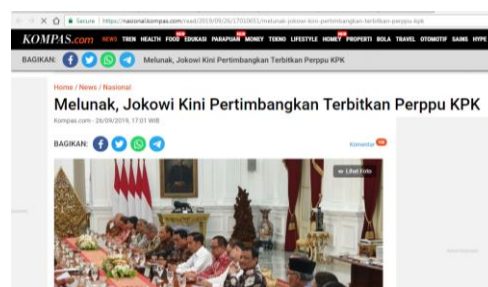 Secure https://nasional.kompas.com/read/2019/09/26/17010651/melunak-jokowi-kini-pertimbangkan-terbitkan-perppu-kpk
KOMPAS.com NEWS TREN HEALTH FOOD EDUKASI PARAPUAN MONEY TEKNO LIFESTYLE HOMEY PROPERTI BOLA TRAVEL OTOMOTIF SAINS HYPE
BAGIKAN: Melunak, Jokowi Kini Pertimbangkan Terbitkan Perppu KPK
Home / News / Nasional
Melunak, Jokowi Kini Pertimbangkan Terbitkan Perppu KPK
Kompas.com - 26/09/2019, 17:01 WIB
BAGIKAN: Komentar
Lihat Foto